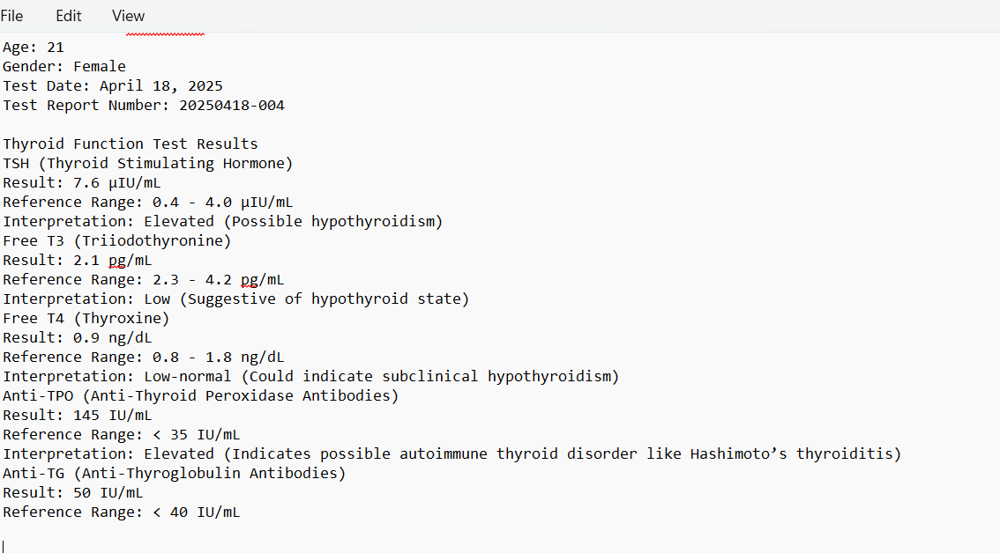 File Edit View
Age: 21
Gender: Female
Test Date: April 18, 2025
Test Report Number: 20250418-004
Thyroid Function Test Results
TSH (Thyroid Stimulating Hormone)
Result: 7.6 µIU/mL
Reference Range: 0.4 - 4.0 µIU/mL
Interpretation: Elevated (Possible hypothyroidism)
Free T3 (Triiodothyronine)
Result: 2.1 pg/mL
Reference Range: 2.3 - 4.2 pg/mL
Interpretation: Low (Suggestive of hypothyroid state)
Free T4 (Thyroxine)
Result: 0.9 ng/dL
Reference Range: 0.8 - 1.8 ng/dL
Interpretation: Low-normal (Could indicate subclinical hypothyroidism)
Anti-TPO (Anti-Thyroid Peroxidase Antibodies)
Result: 145 IU/mL
Reference Range: < 35 IU/mL
Interpretation: Elevated (Indicates possible autoimmune thyroid disorder like Hashimoto’s thyroiditis)
Anti-TG (Anti-Thyroglobulin Antibodies)
Result: 50 IU/mL
Reference Range: < 40 IU/mL